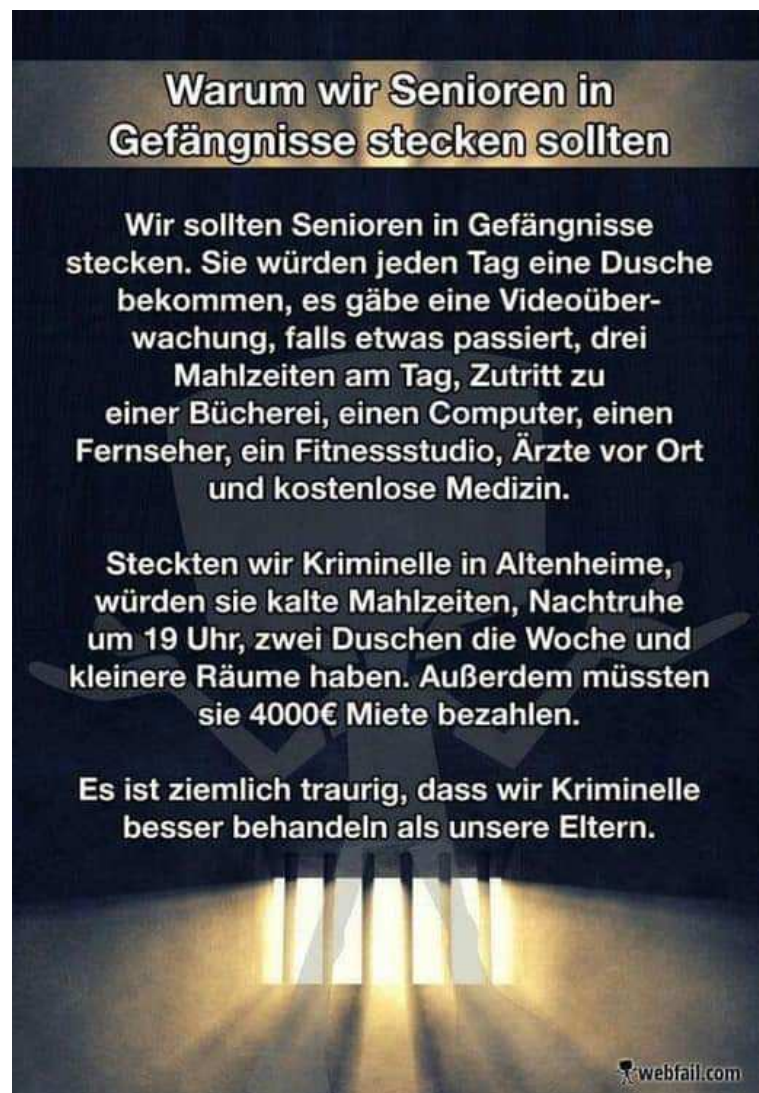 Warum wir Senioren in
Gefängnisse stecken sollten
Wir sollten Senioren in Gefängnisse
stecken. Sie würden jeden Tag eine Dusche
bekommen, es gäbe eine Videoüber-
wachung, falls etwas passiert, drei
Mahlzeiten am Tag, Zutritt zu
einer Bücherei, einen Computer, einen
Fernseher, ein Fitnessstudio, Ärzte vor Ort
und kostenlose Medizin.
Steckten wir Kriminelle in Altenheime,
würden sie kalte Mahlzeiten, Nachtruhe
um 19 Uhr, zwei Duschen die Woche und
kleinere Räume haben. Außerdem müssten
sie 4000€ Miete bezahlen.
Es ist ziemlich traurig, dass wir Kriminelle
besser behandeln als unsere Eltern.
webfail.com